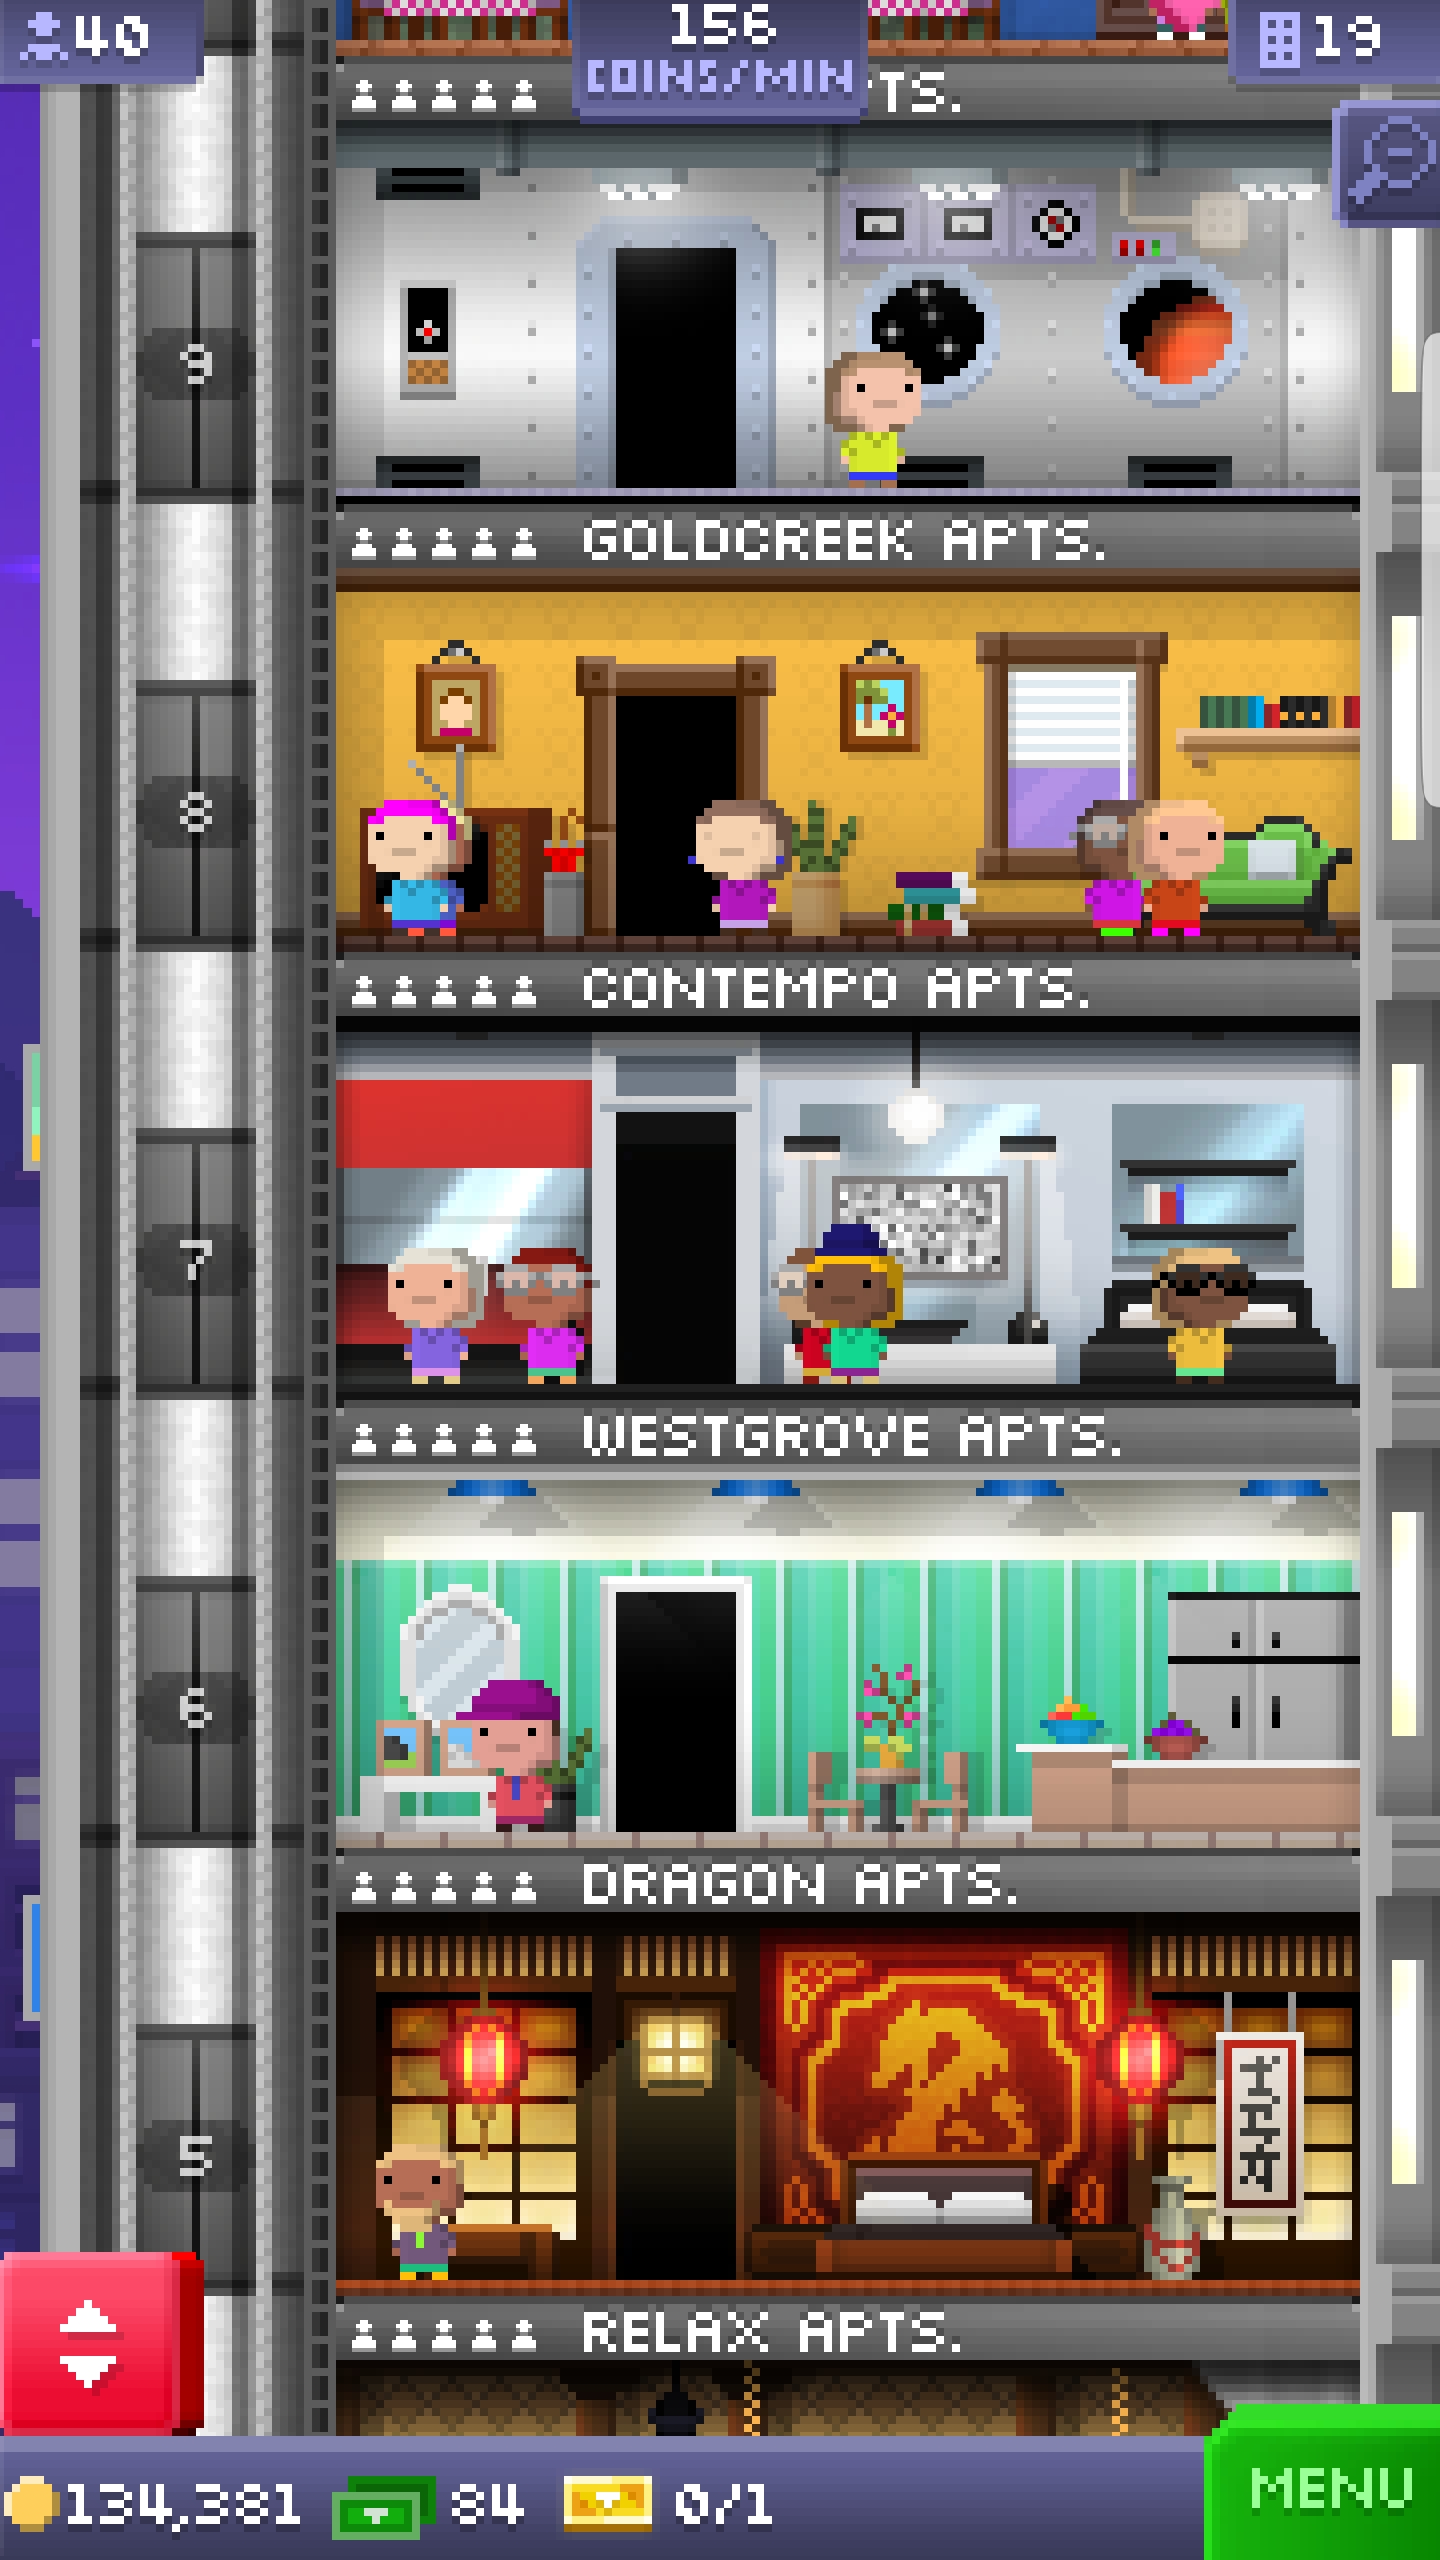 40
156
COINS/MIN
19
TS.
9
GOLDCREEK APTS.
8
CONTEMPO APTS.
7
WESTGROVE APTS.
6
DRAGON APTS.
5
RELAX APTS.
134,381
84
0/1
MENU